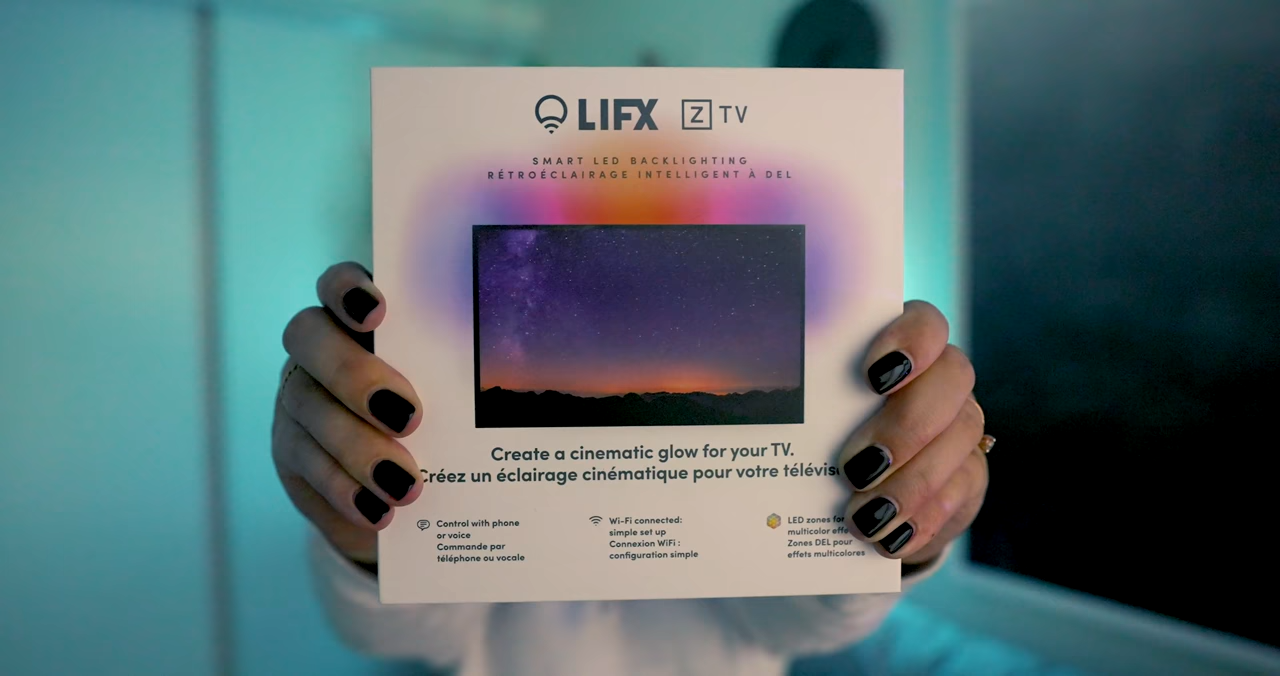 LIFX Z TV
SMART LED BACKLIGHTING
RÉTROÉCLAIRAGE INTELLIGENT À DEL
Create a cinematic glow for your TV.
Créez un éclairage cinématique pour votre
Control with phone
or voice
Commande par
téléphone ou vocale
Wi-Fi connected:
simple set up
Connexion WiFi :
configuration simple
LED zones for
multicolor
Zones DEL pour
effets multicolores